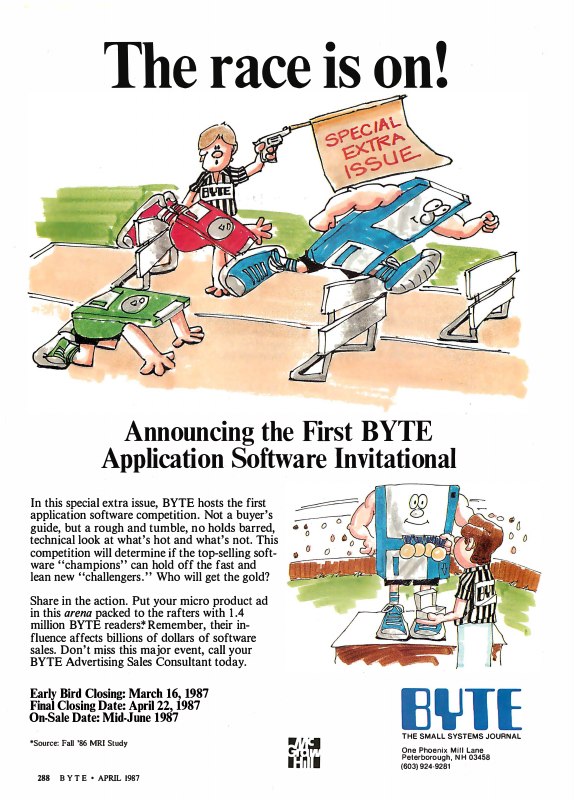 The race is on!
SPECIAL
EXTRA
ISSUE
BYTE
Announcing the First BYTE
Application Software Invitational
In this special extra issue, BYTE hosts the first
application software competition. Not a buyer's
guide, but a rough and tumble, no holds barred,
technical look at what's hot and what's not. This
competition will determine if the top-selling soft-
ware "champions" can hold off the fast and
lean new "challengers." Who will get the gold?
Share in the action. Put your micro product ad
in this arena packed to the rafters with 1.4
million BYTE readers.* Remember, their in-
fluence affects billions of dollars of software
sales. Don't miss this major event, call your
BYTE Advertising Sales Consultant today.
Early Bird Closing: March 16, 1987
Final Closing Date: April 22, 1987
On-Sale Date: Mid-June 1987
*Source: Fall '86 MRI Study
Mc
Graw
Hill
BYTE
THE SMALL SYSTEMS JOURNAL
One Phoenix Mill Lane
Peterborough, NH 03458
(603) 924-9281
288 BYTE • APRIL 1987